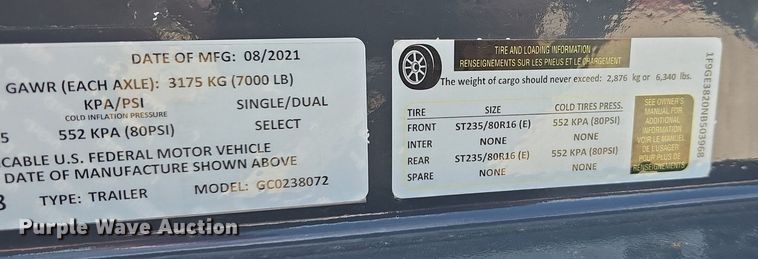 DATE OF MFG: 08/2021
GAWR (EACH AXLE): 3175 KG (7000 LB)
KPA/PSI SINGLE/DUAL
COLD INFLATION PRESSURE
5 552 KPA (80PSI) SELECT
ICABLE U.S. FEDERAL MOTOR VEHICLE
DATE OF MANUFACTURE SHOWN ABOVE
8 TYPE: TRAILER MODEL: GC0238072
TIRE AND LOADING INFORMATION
RENSEIGNEMENTS SUR LES PNEUS ET LE CHARGEMENT
The weight of cargo should never exceed: 2,876 kg or 6,340 lbs.
TIRE SIZE COLD TIRES PRESS.
FRONT ST235/80R16 (E) 552 KPA (80PSI)
INTER NONE NONE
REAR ST235/80R16 (E) 552 KPA (80PSI)
SPARE NONE NONE
SEE OWNER'S
MANUAL FOR
ADDITIONAL
INFORMATION
VOIR LE MANUEL
DE L'USAGER
POUR PLUS DE
RENSEIGNEMENTS
1F9GE3820NB503968
Purple Wave Auction